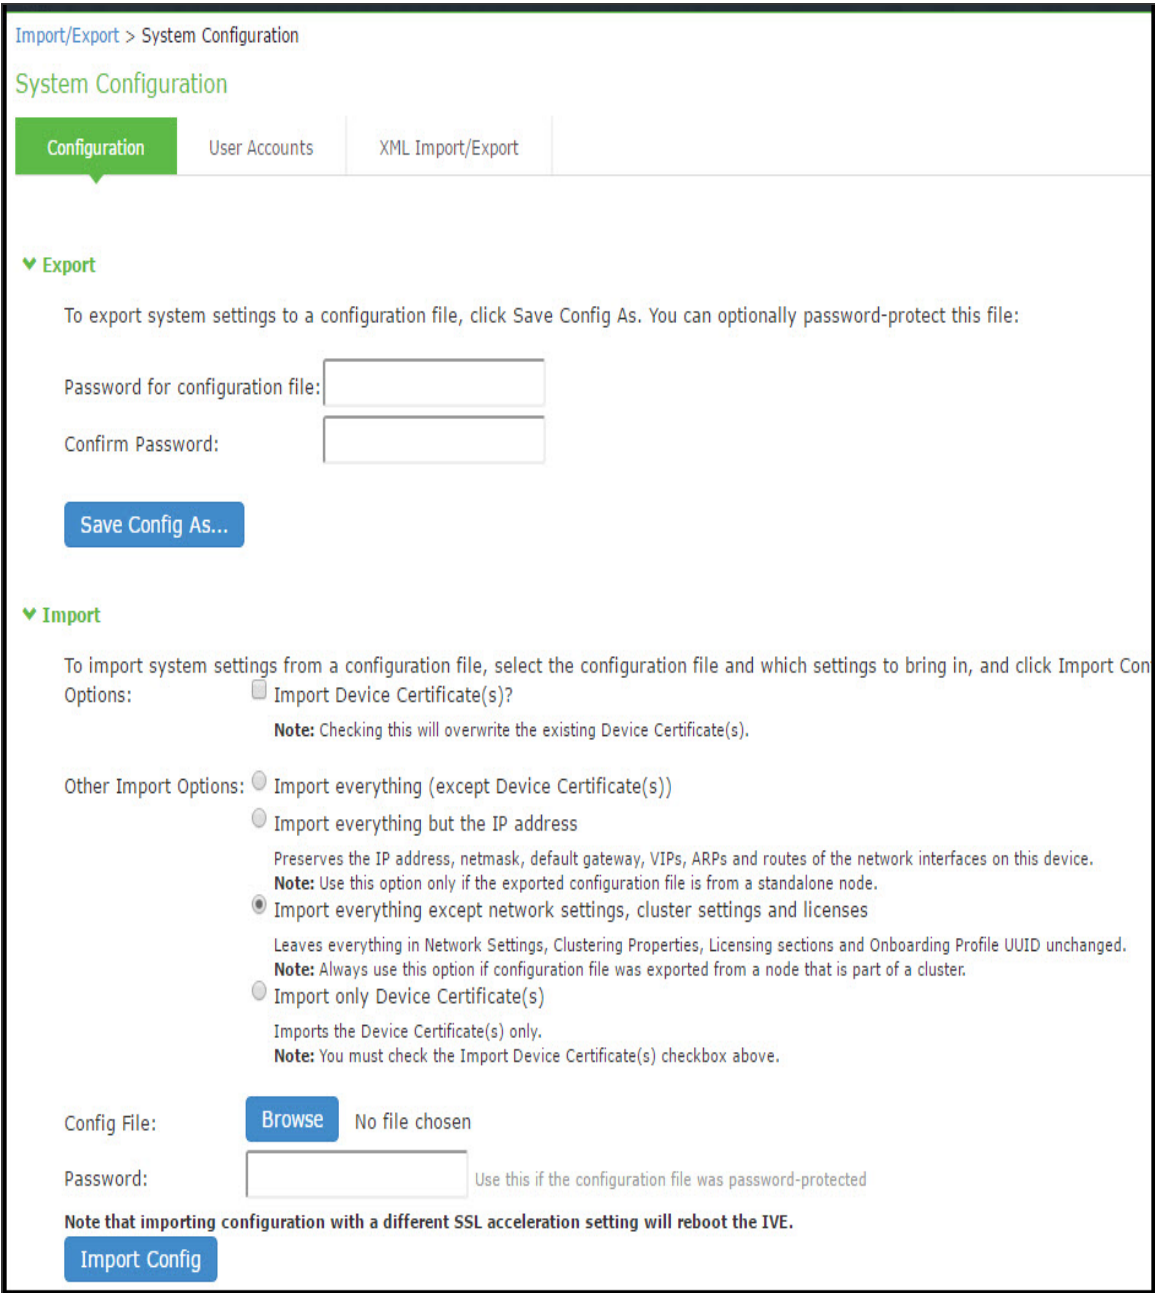 Import/Export > System Configuration
System Configuration
Configuration
User Accounts
XML Import/Export
Export
To export system settings to a configuration file, click Save Config As. You can optionally password-protect this file:
Password for configuration file:
Confirm Password:
Save Config As...
Import
To import system settings from a configuration file, select the configuration file and which settings to bring in, and click Import Con
Options:
Import Device Certificate(s)?
Note: Checking this will overwrite the existing Device Certificate(s).
Other Import Options:
Import everything (except Device Certificate(s))
Import everything but the IP address
Preserves the IP address, netmask, default gateway, VIPs, ARPs and routes of the network interfaces on this device.
Note: Use this option only if the exported configuration file is from a standalone node.
Import everything except network settings, cluster settings and licenses
Leaves everything in Network Settings, Clustering Properties, Licensing sections and Onboarding Profile UUID unchanged.
Note: Always use this option if configuration file was exported from a node that is part of a cluster.
Import only Device Certificate(s)
Imports the Device Certificate(s) only.
Note: You must check the Import Device Certificate(s) checkbox above.
Config File:
Browse
No file chosen
Password:
Use this if the configuration file was password-protected
Note that importing configuration with a different SSL acceleration setting will reboot the IVE.
Import Config